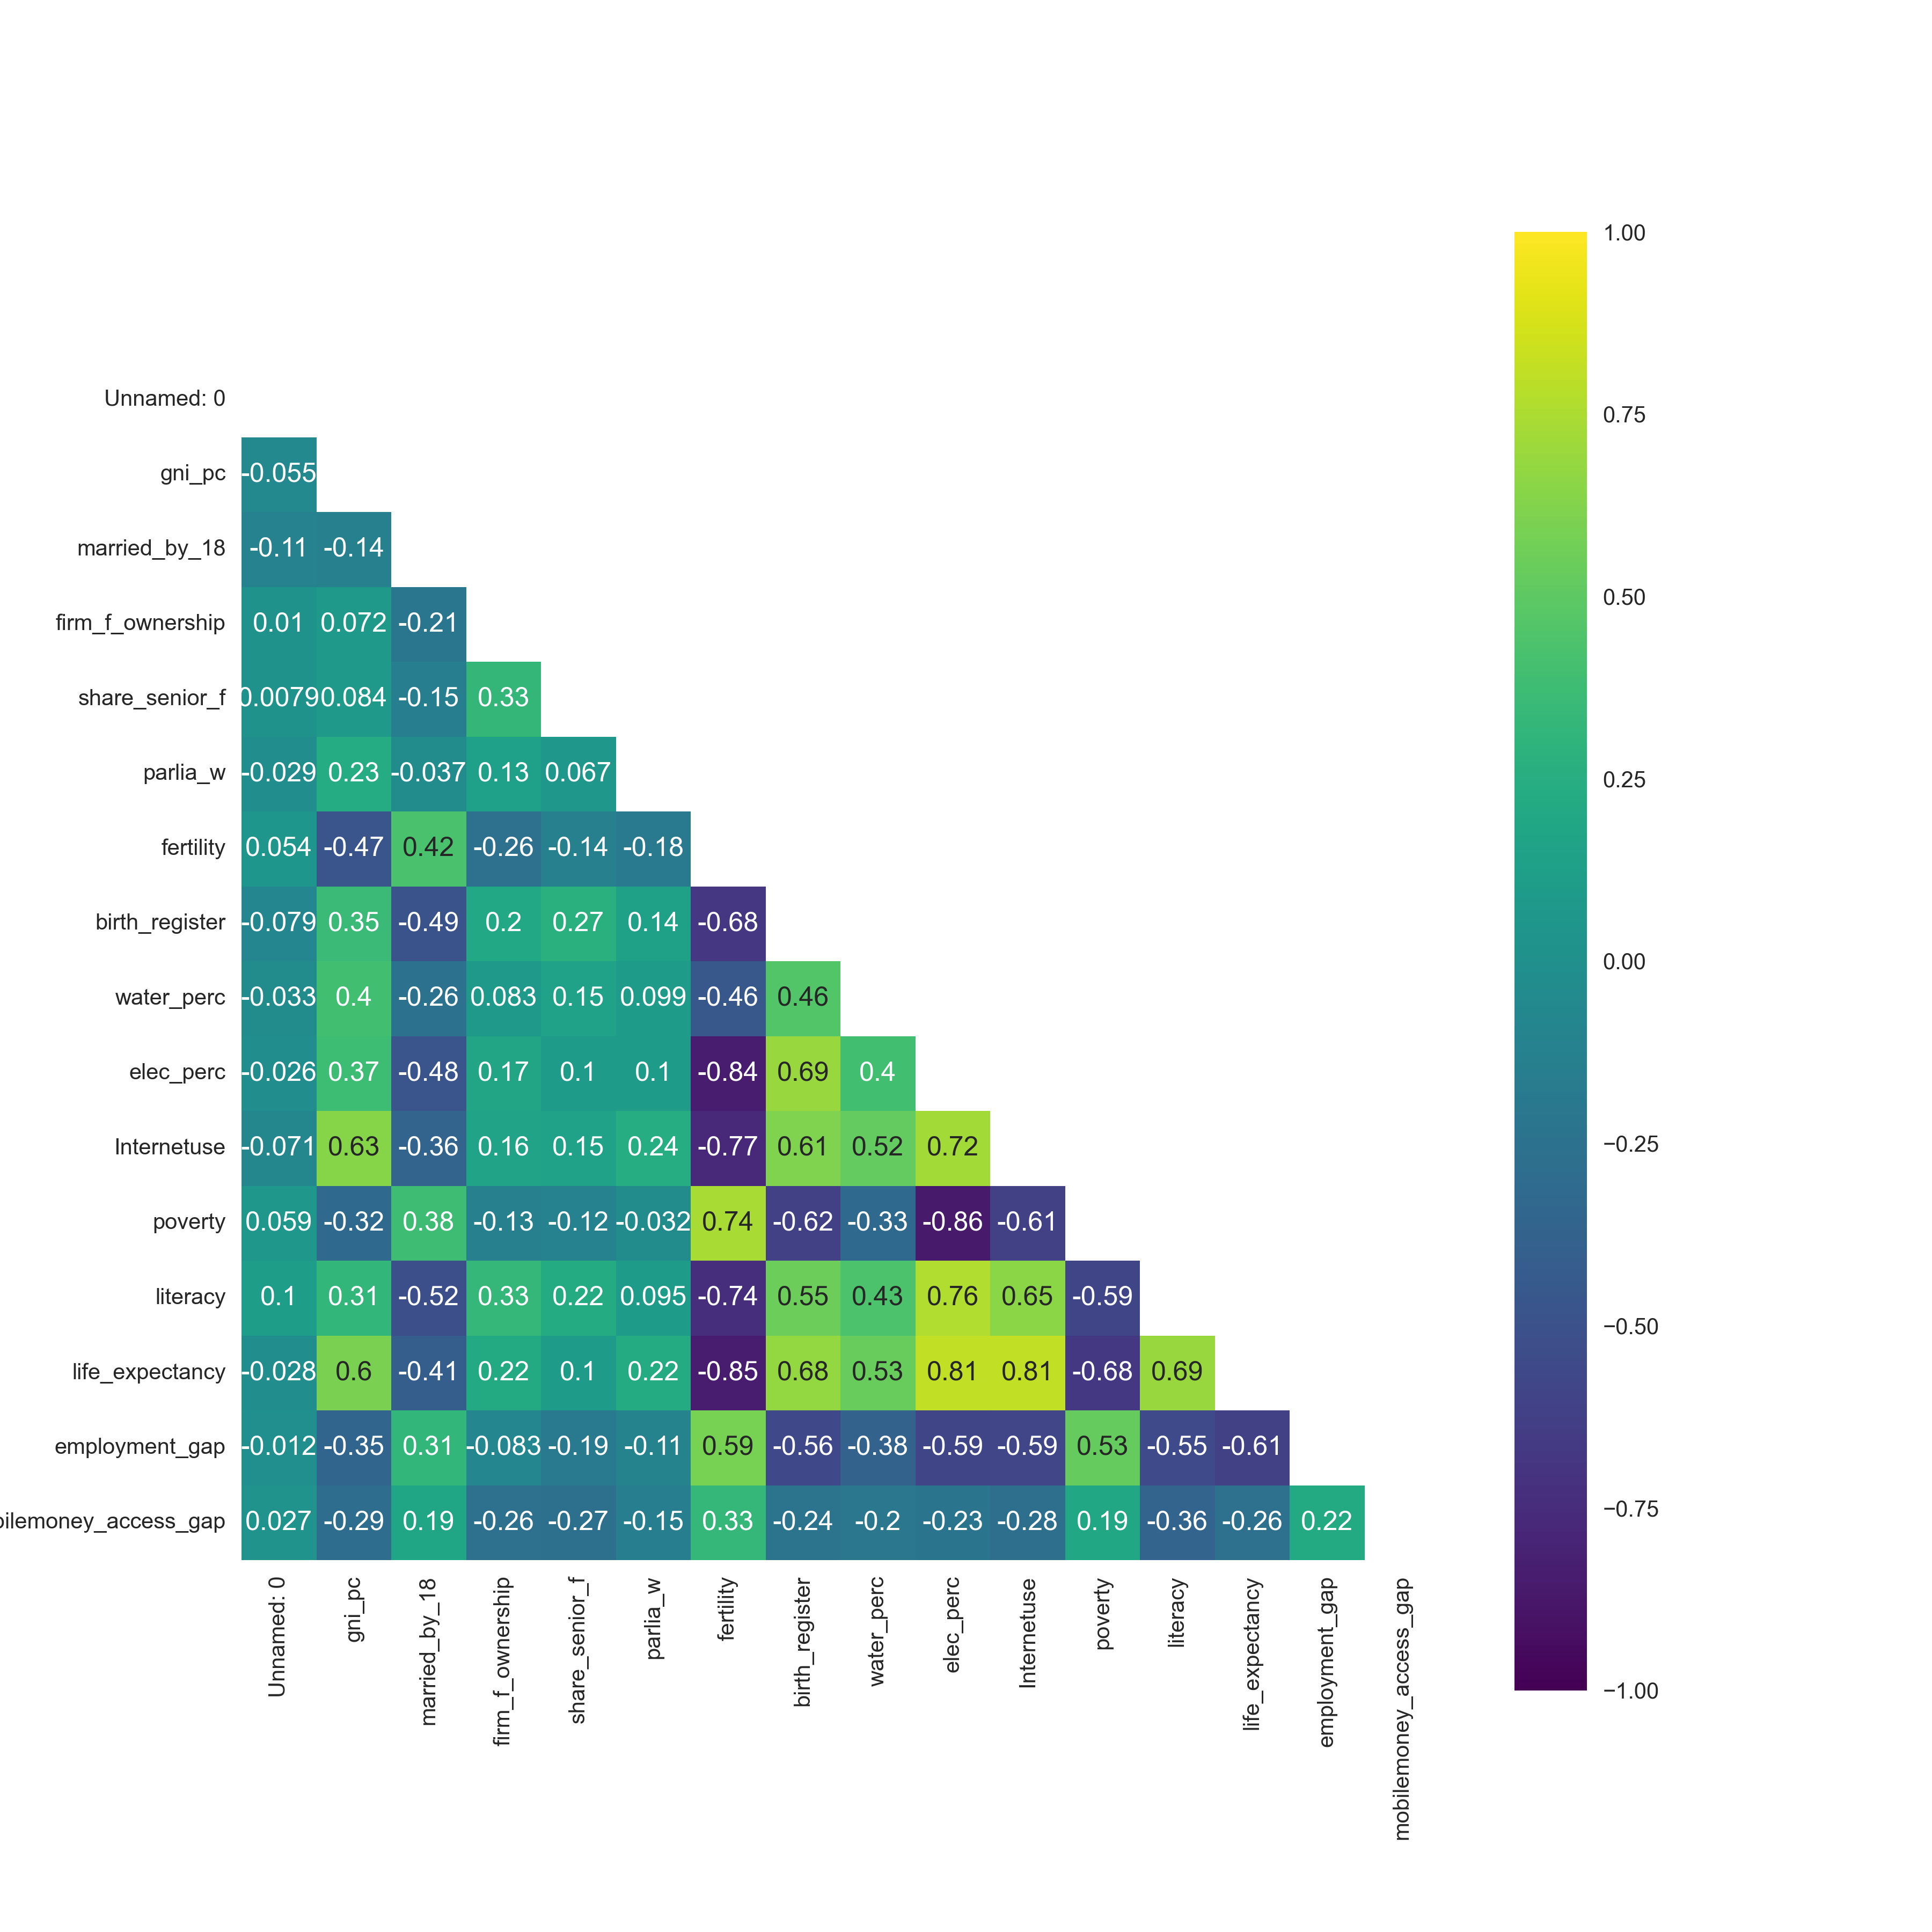 1.00
0.75
0.50
0.25
0.00
−0.25
−0.50
−0.75
−1.00
Unnamed: 0
gni_pc -0.055
married_by_18 -0.11 -0.14
firm_f_ownership 0.01 0.072 -0.21
share_senior_f 0.0079 0.084 -0.15 0.33
parlia_w -0.029 0.23 -0.037 0.13 0.067
fertility 0.054 -0.47 0.42 -0.26 -0.14 -0.18
birth_register -0.079 0.35 -0.49 0.2 0.27 0.14 -0.68
water_perc -0.033 0.4 -0.26 0.083 0.15 0.099 -0.46 0.46
elec_perc -0.026 0.37 -0.48 0.17 0.1 0.1 -0.84 0.69 0.4
Internetuse -0.071 0.63 -0.36 0.16 0.15 0.24 -0.77 0.61 0.52 0.72
poverty 0.059 -0.32 0.38 -0.13 -0.12 -0.032 0.74 -0.62 -0.33 -0.86 -0.61
literacy 0.1 0.31 -0.52 0.33 0.22 0.095 -0.74 0.55 0.43 0.76 0.65 -0.59
life_expectancy -0.028 0.6 -0.41 0.22 0.1 0.22 -0.85 0.68 0.53 0.81 0.81 -0.68 0.69
employment_gap -0.012 -0.35 0.31 -0.083 -0.19 -0.11 0.59 -0.56 -0.38 -0.59 -0.59 0.53 -0.55 -0.61
bilemoney_access_gap 0.027 -0.29 0.19 -0.26 -0.27 -0.15 0.33 -0.24 -0.2 -0.23 -0.28 0.19 -0.36 -0.26 0.22
Unnamed: 0
gni_pc
married_by_18
firm_f_ownership
share_senior_f
parlia_w
fertility
birth_register
water_perc
elec_perc
Internetuse
poverty
literacy
life_expectancy
employment_gap
mobilemoney_access_gap